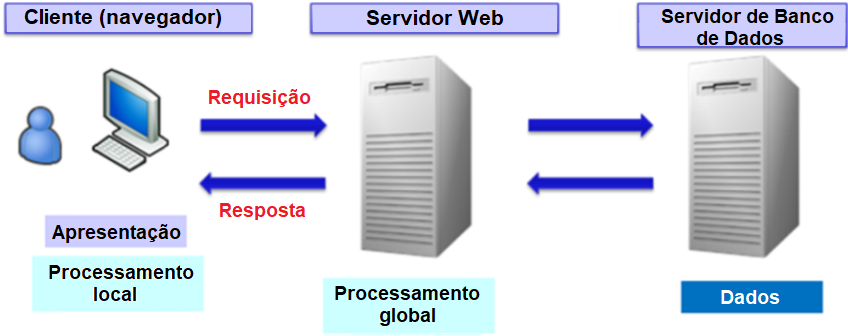 Cliente (navegador)
Servidor Web
Servidor de Banco
de Dados
Requisição
Resposta
Apresentação
Processamento
local
Processamento
global
Dados